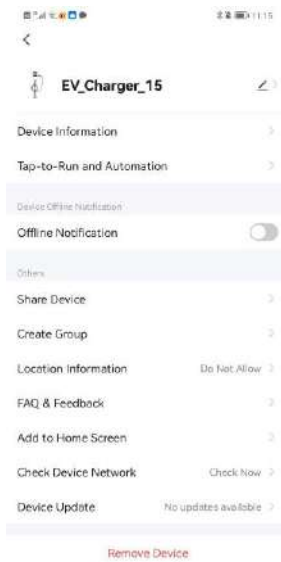 11:15
EV_Charger_15
Device Information
Tap-to-Run and Automation
Device Offline Notification
Offline Notification
Others
Share Device
Create Group
Location Information Do Not Allow
FAQ & Feedback
Add to Home Screen
Check Device Network Check Now
Device Update No updates available
Remove Device